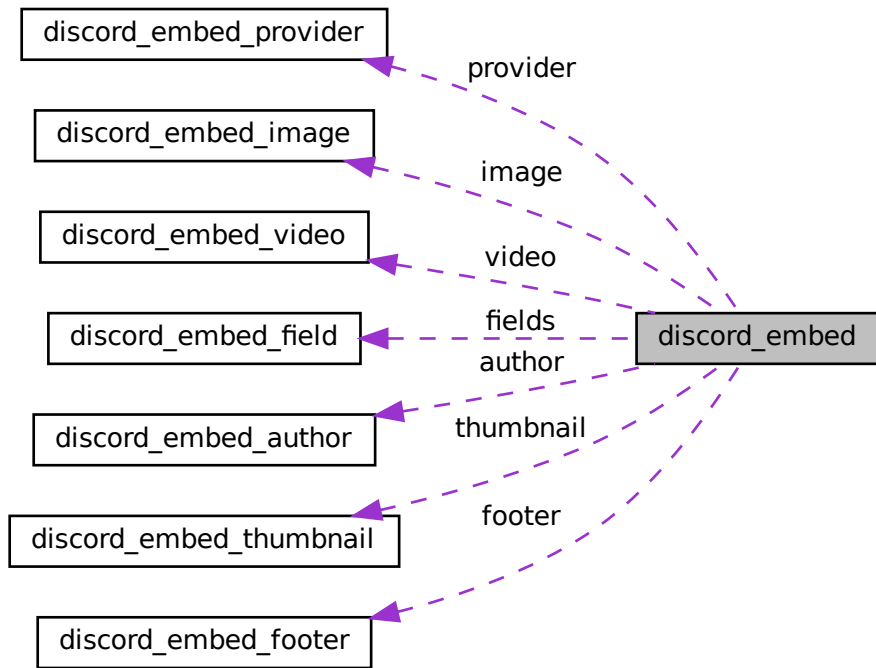 discord_embed_provider
provider
discord_embed_image
image
discord_embed_video
video
fields
discord_embed_field
discord_embed
author
discord_embed_author
thumbnail
discord_embed_thumbnail
footer
discord_embed_footer